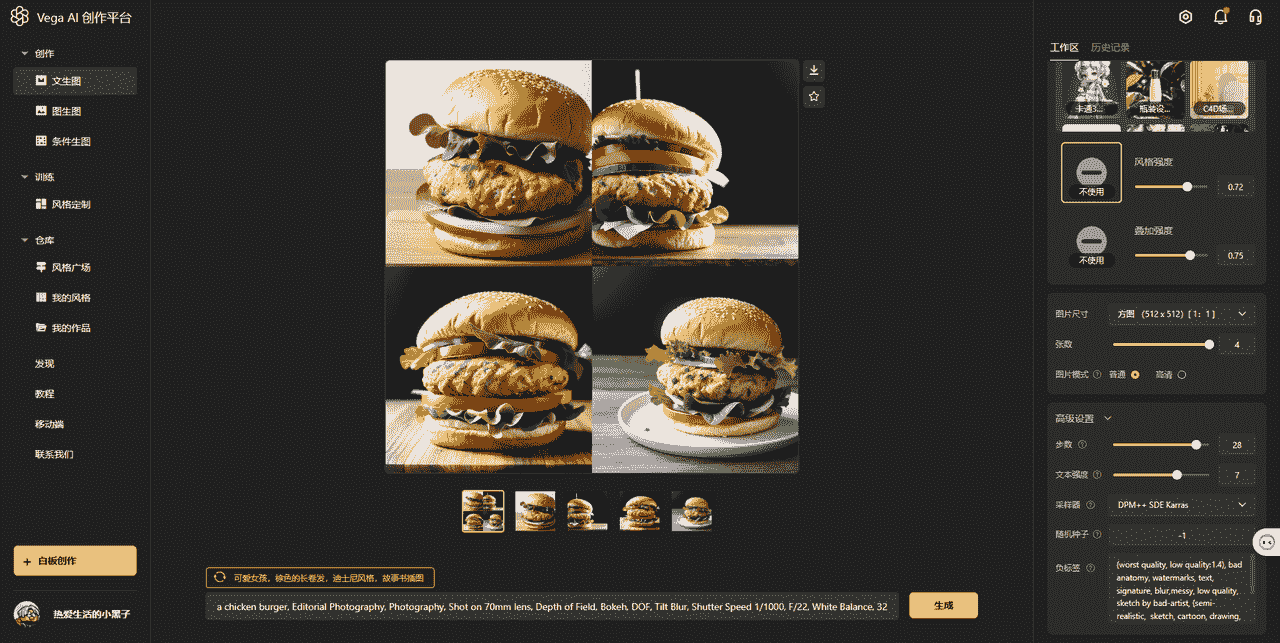 Vega AI 创作平台
创作
文生图
图生图
条件生图
训练
风格定制
仓库
风格广场
我的风格
我的作品
发现
教程
移动端
联系我们
+ 白板创作
热爱生活的小黑子
可爱女孩，棕色的长卷发，迪士尼风格，故事书插图
a chicken burger, Editorial Photography, Photography, Shot on 70mm lens, Depth of Field, Bokeh, DOF, Tilt Blur, Shutter Speed 1/1000, F/22, White Balance, 32
生成
工作区 历史记录
卡通3... 瓶装设... C4D场...
不使用
风格强度
0.72
不使用
叠加强度
0.75
图片尺寸 方图 (512 x 512) [ 1: 1 ]
张数 4
图片模式 普通 高清
高级设置
步数 28
文本强度 7
采样器 DPM++ SDE Karras
随机种子 -1
负标签
(worst quality, low quality:1.4), bad
anatomy, watermarks, text,
signature, blur,messy, low quality,
sketch by bad-artist, (semi-
realistic, sketch, cartoon, drawing,